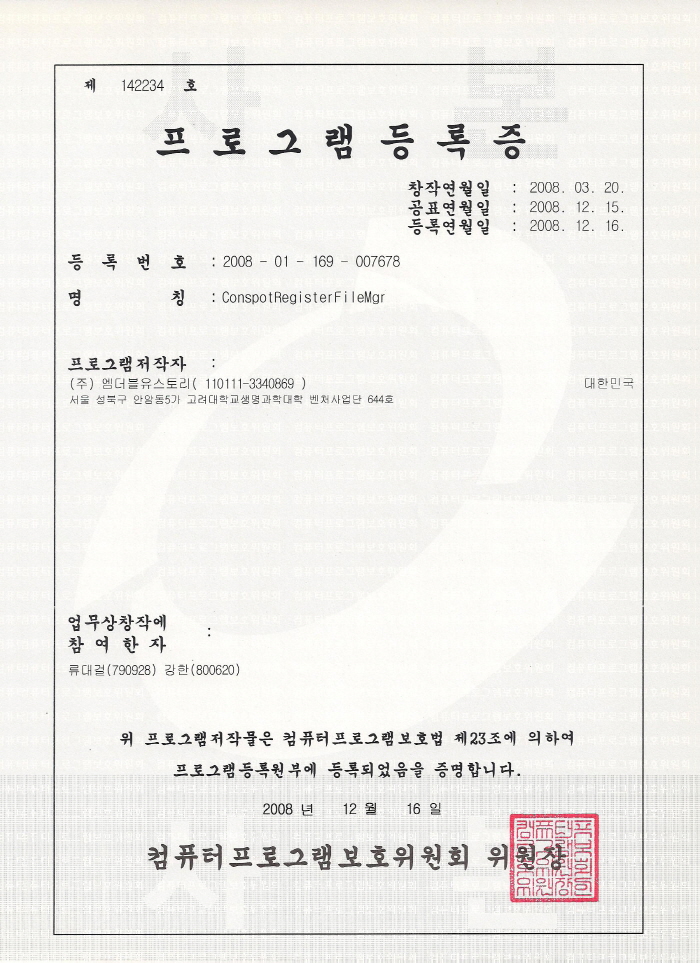 제 142234 호
프로그램등록증
창작연월일 : 2008. 03. 20.
공표연월일 : 2008. 12. 15.
등록연월일 : 2008. 12. 16.
등 록 번 호 : 2008 - 01 - 169 - 007678
명 칭 : ConspotRegisterFileMgr
프로그램저작자 :
(주) 엠더블유스토리( 110111-3340869 ) 대한민국
서울 성북구 안암동5가 고려대학교생명과학대학 벤처사업단 644호
업무상창작에
참 여 한 자 :
류대걸(790928) 강한(800620)
위 프로그램저작물은 컴퓨터프로그램보호법 제23조에 의하여
프로그램등록원부에 등록되었음을 증명합니다.
2008 년 12 월 16 일
컴퓨터프로그램보호위원회 위원장
사본
사본